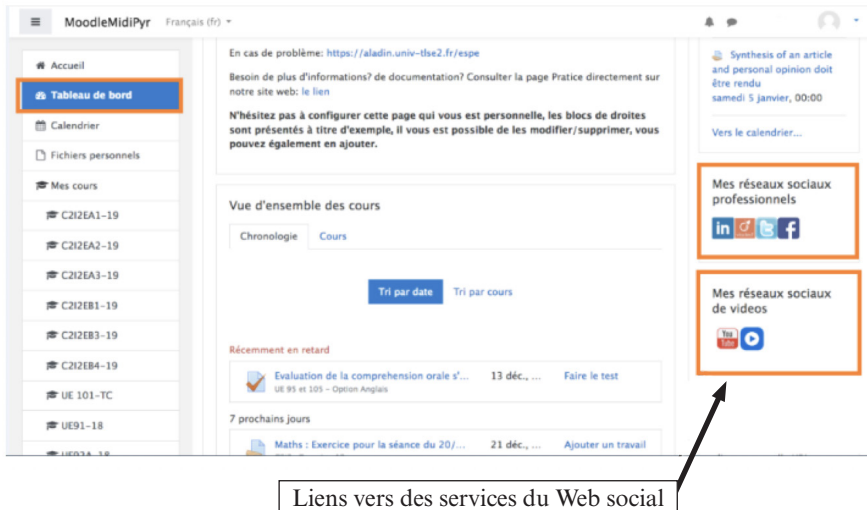 MoodleMidiPyr Français (fr)
Accueil
Tableau de bord
Calendrier
Fichiers personnels
Mes cours
C2I2EA1-19
C2I2EA2-19
C2I2EA3-19
C2I2EB1-19
C2I2EB3-19
C2I2EB4-19
UE 101-TC
UE91-18
UE92A-18
En cas de problème: https://aladin.univ-tlse2.fr/espe
Besoin de plus d'informations? de documentation? Consulter la page Pratice directement sur
notre site web: le lien
N'hésitez pas à configurer cette page qui vous est personnelle, les blocs de droites
sont présentés à titre d'exemple, il vous est possible de les modifier/supprimer, vous
pouvez également en ajouter.
Vue d'ensemble des cours
Chronologie Cours
Tri par date Tri par cours
Récemment en retard
Evaluation de la comprehension orale s'... 13 déc., ... Faire le test
UE 95 et 105 - Option Anglais
7 prochains jours
Maths : Exercice pour la séance du 20/... 21 déc., ... Ajouter un travail
Synthesis of an article
and personal opinion doit
être rendu
samedi 5 janvier, 00:00
Vers le calendrier...
Mes réseaux sociaux
professionnels
in
Mes réseaux sociaux
de videos
You
Tube
Liens vers des services du Web social